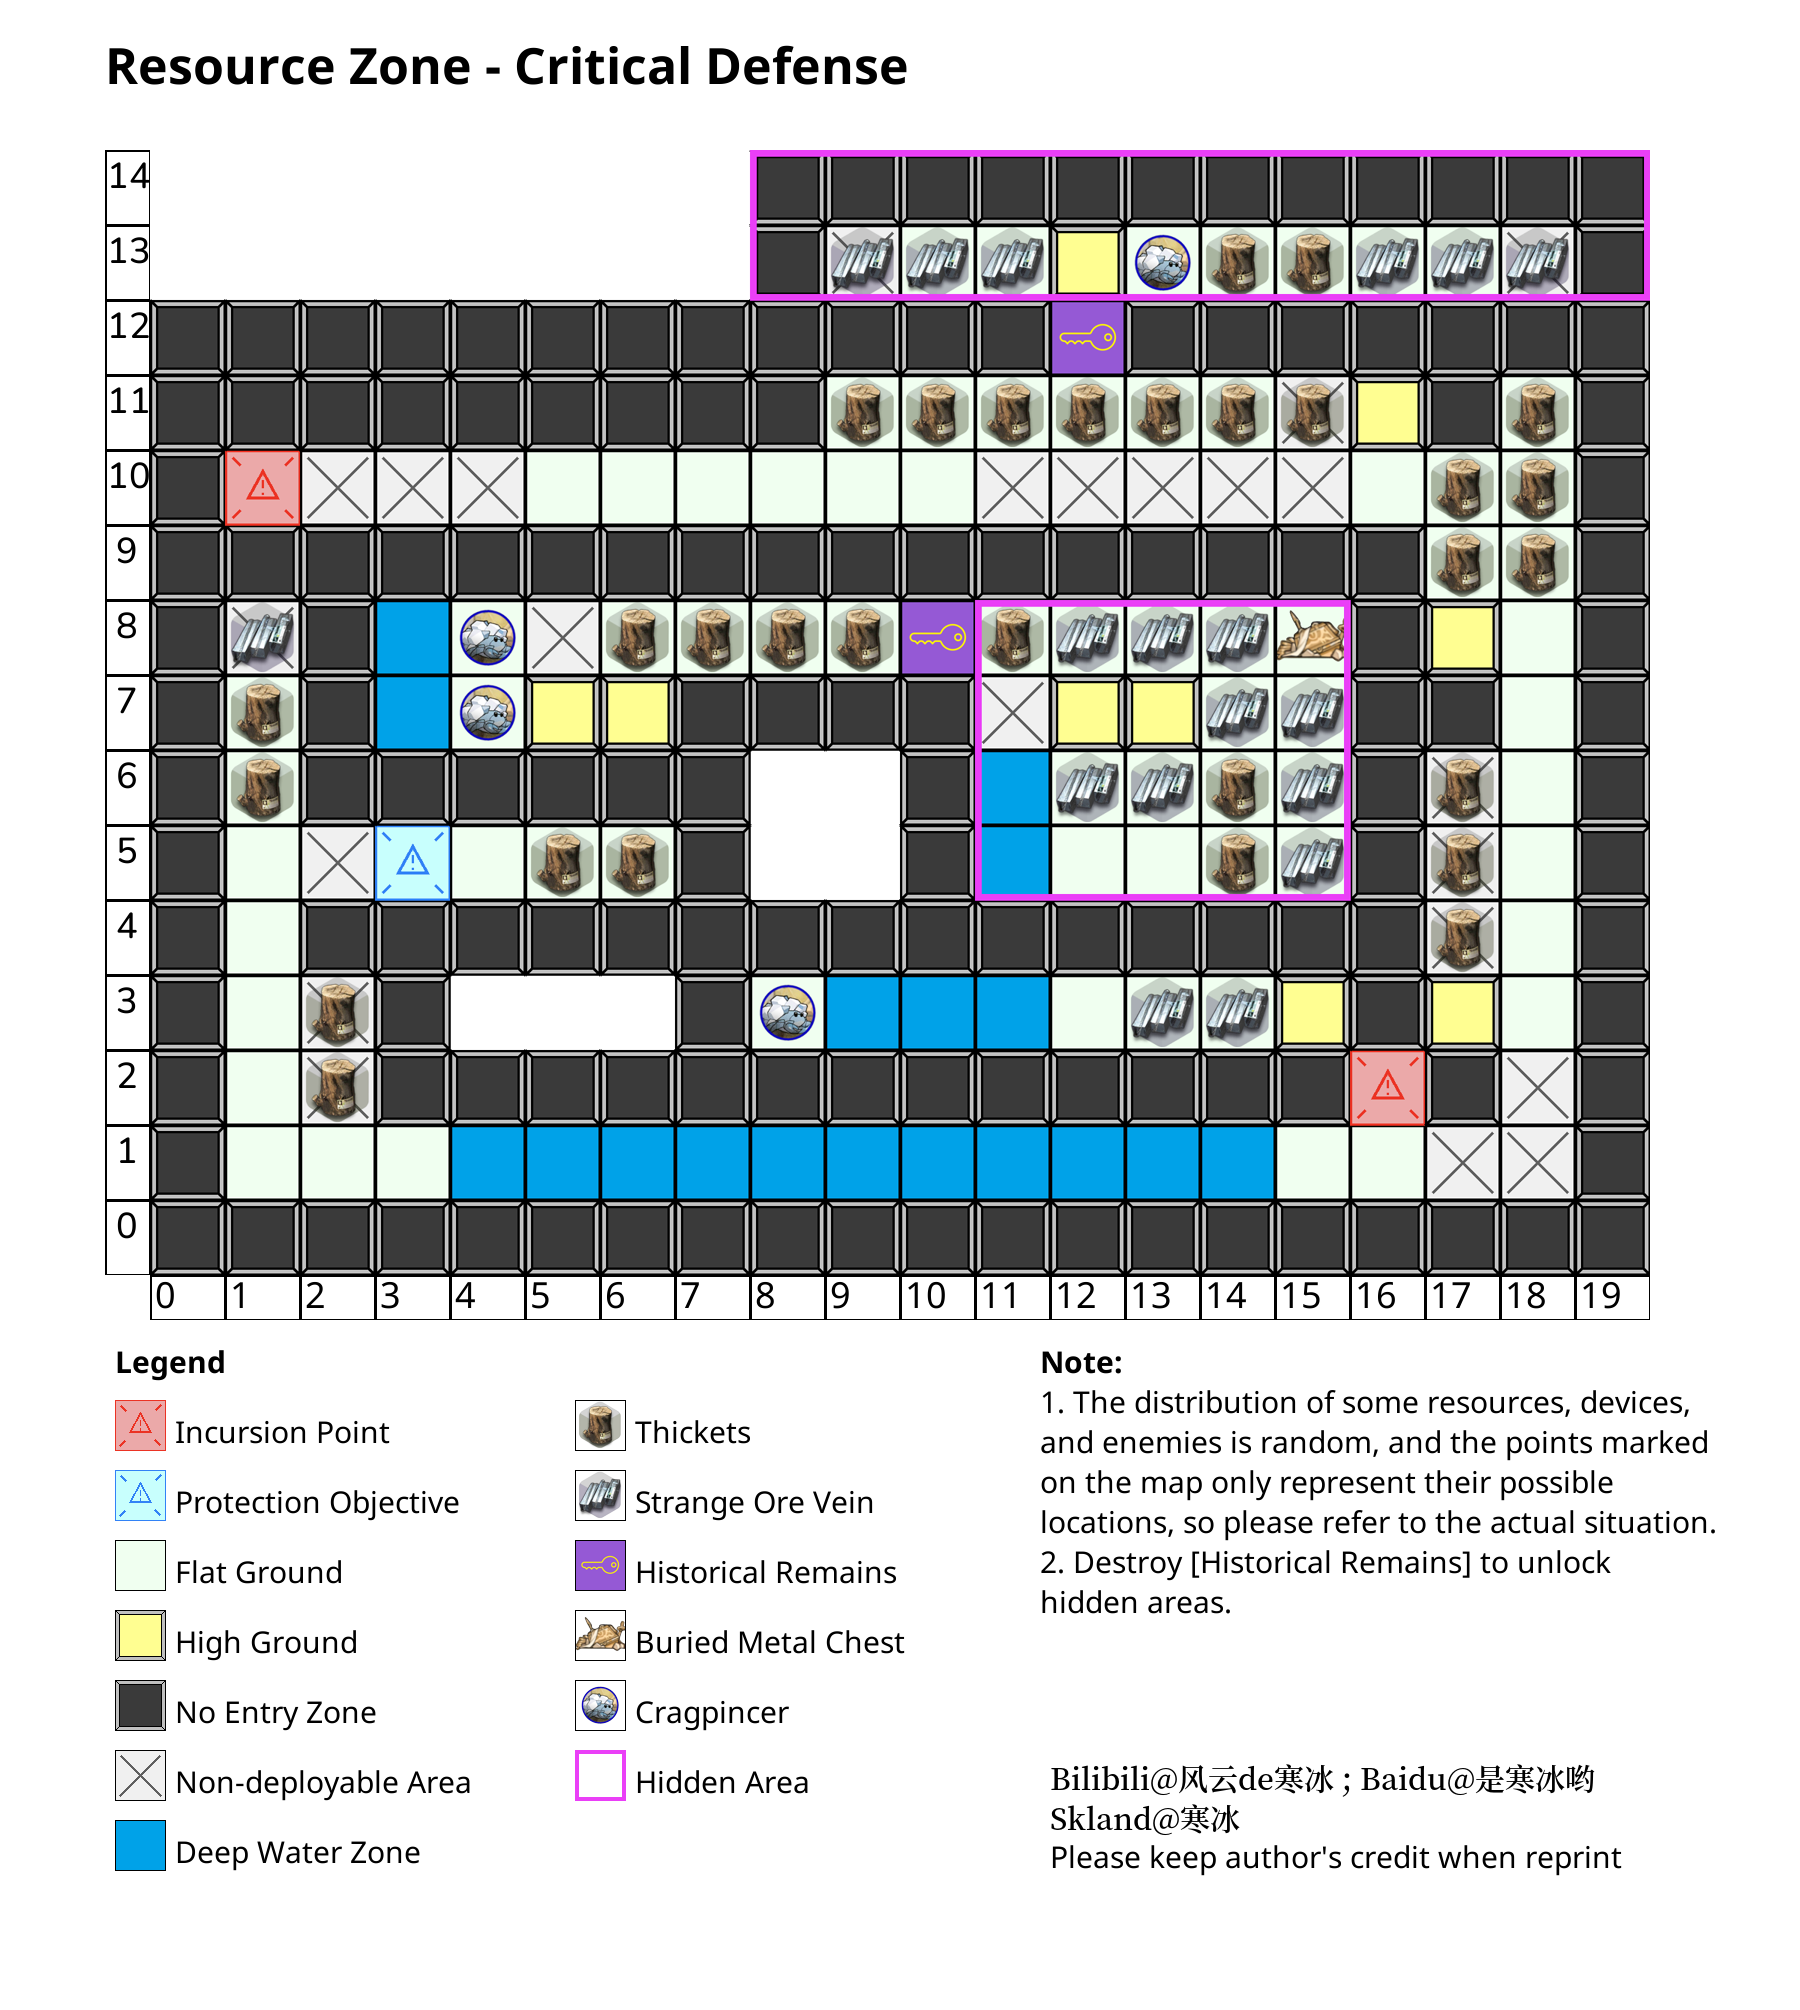 Resource Zone - Critical Defense
14
13
12
11
10
9
8
7
6
5
4
3
2
1
0
0 1 2 3 4 5 6 7 8 9 10 11 12 13 14 15 16 17 18 19
Legend
Incursion Point
Protection Objective
Flat Ground
High Ground
No Entry Zone
Non-deployable Area
Deep Water Zone
Thickets
Strange Ore Vein
Historical Remains
Buried Metal Chest
Cragpincer
Hidden Area
Note:
1. The distribution of some resources, devices,
and enemies is random, and the points marked
on the map only represent their possible
locations, so please refer to the actual situation.
2. Destroy [Historical Remains] to unlock
hidden areas.
Bilibili@风云de寒冰 ; Baidu@是寒冰哟
Skland@寒冰
Please keep author's credit when reprint